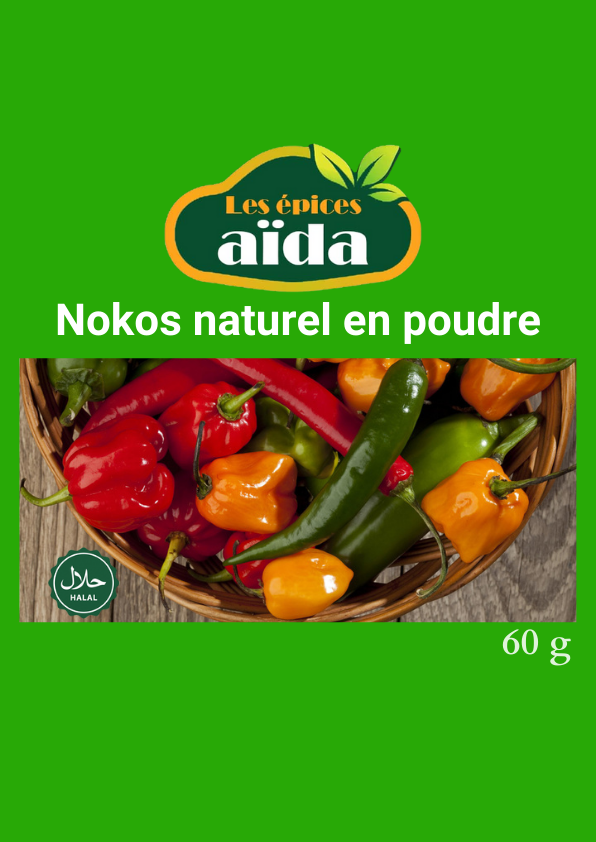 Les épices
aïda
Nokos naturel en poudre
حلال
HALAL
60 g